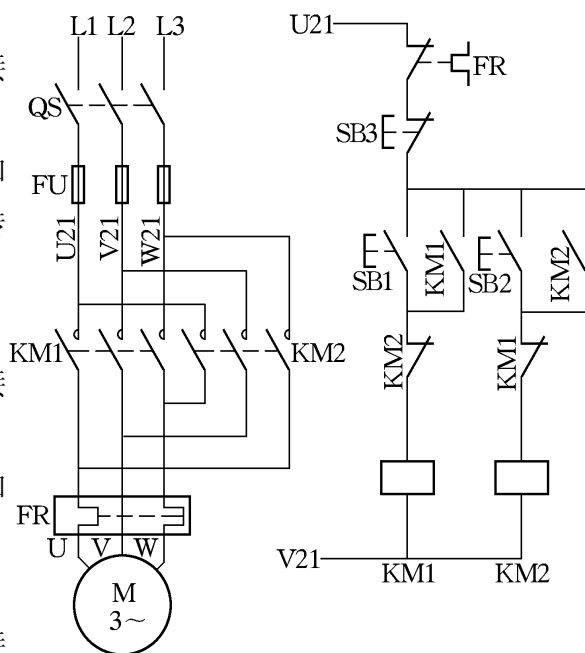 L1 L2 L3
QS
FU
U21 V21 W21
KM1 KM2
FR
U V W
M
3~
U21
FR
SB3
SB1 KM1 SB2 KM2
KM2 KM1
V21
KM1 KM2